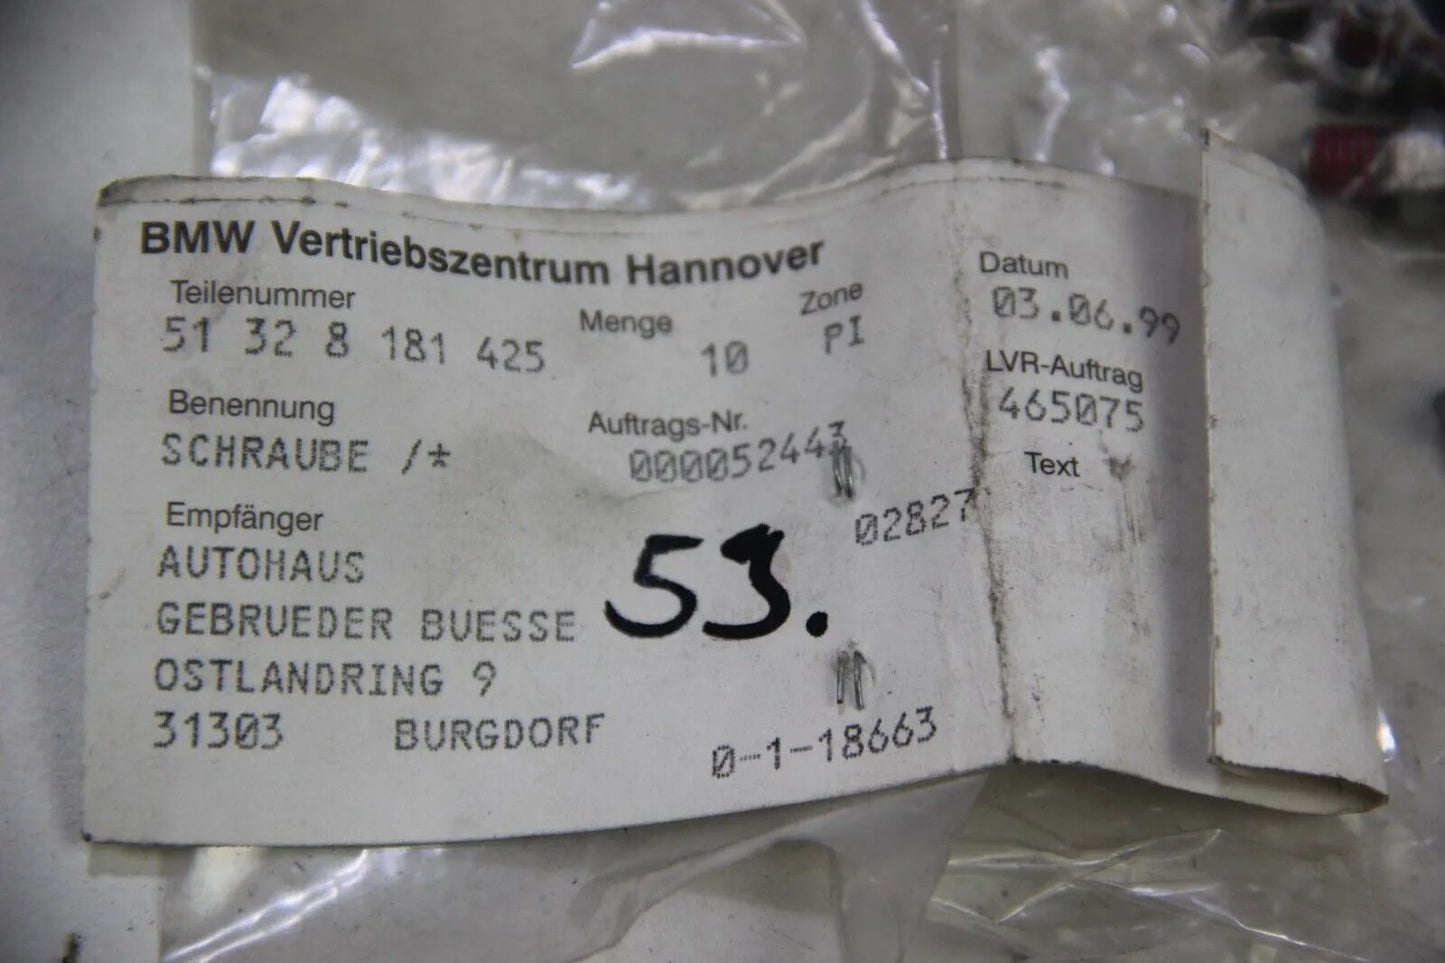 BMW Vertriebszentrum Hannover
Teilenummer Menge Zone Datum
51 32 8 181 425 10 PI 03.06.99
LVR-Auftrag
465075
Benennung Auftrags-Nr.
SCHRAUBE /* 000052443
Text
Empfänger 02827
AUTOHAUS
GEBRUEDER BUESSE 53.
OSTLANDRING 9
31303 BURGDORF 0-1-18663